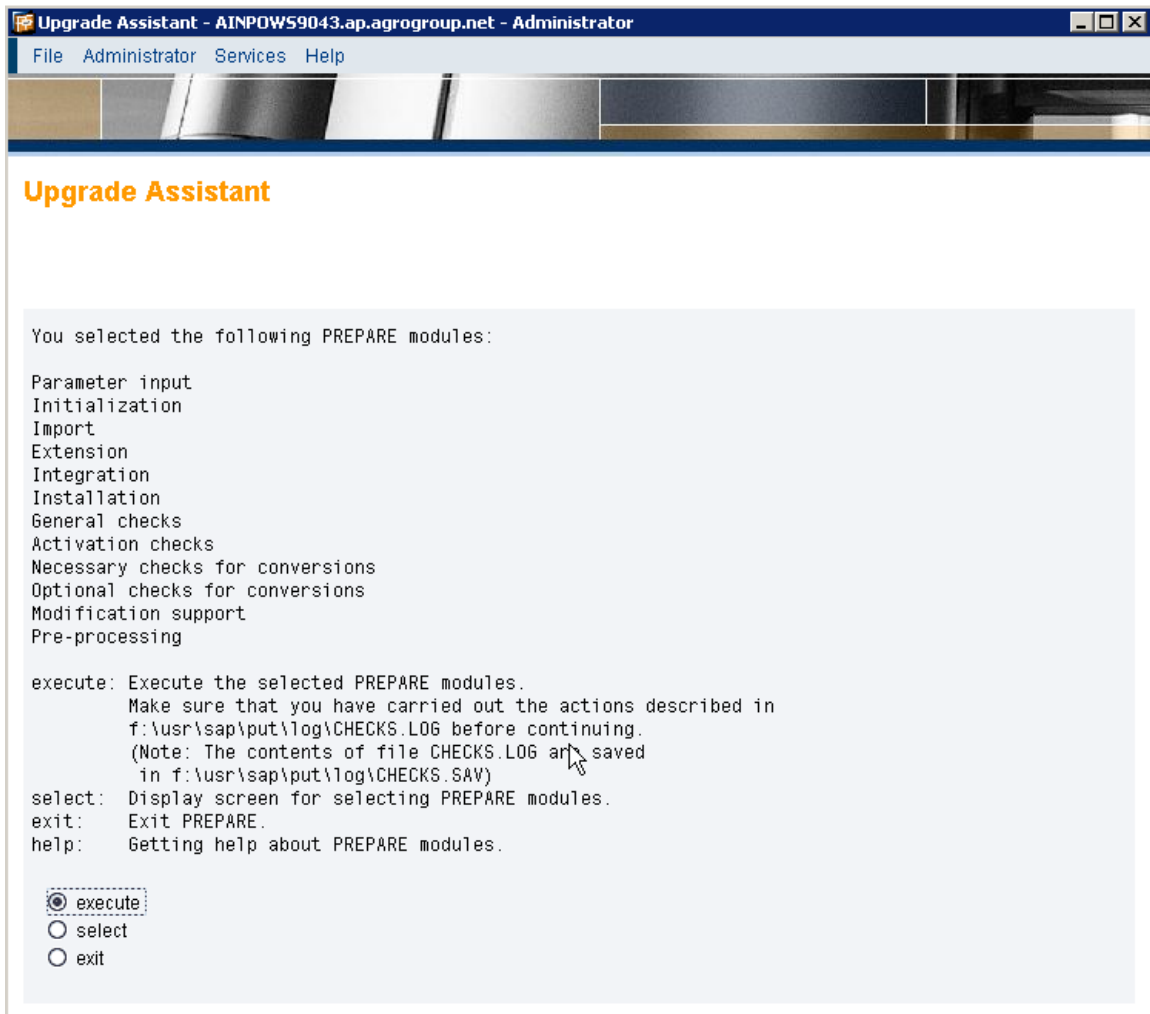 Upgrade Assistant - AINPOWS9043.ap.agrogroup.net - Administrator
File Administrator Services Help
Upgrade Assistant
You selected the following PREPARE modules:
Parameter input
Initialization
Import
Extension
Integration
Installation
General checks
Activation checks
Necessary checks for conversions
Optional checks for conversions
Modification support
Pre-processing
execute: Execute the selected PREPARE modules.
Make sure that you have carried out the actions described in
f:\usr\sap\put\log\CHECKS.LOG before continuing.
(Note: The contents of file CHECKS.LOG are saved
in f:\usr\sap\put\log\CHECKS.SAV)
select: Display screen for selecting PREPARE modules.
exit: Exit PREPARE.
help: Getting help about PREPARE modules.
execute
select
exit